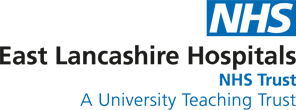 NHS
East Lancashire Hospitals
NHS Trust
A University Teaching Trust